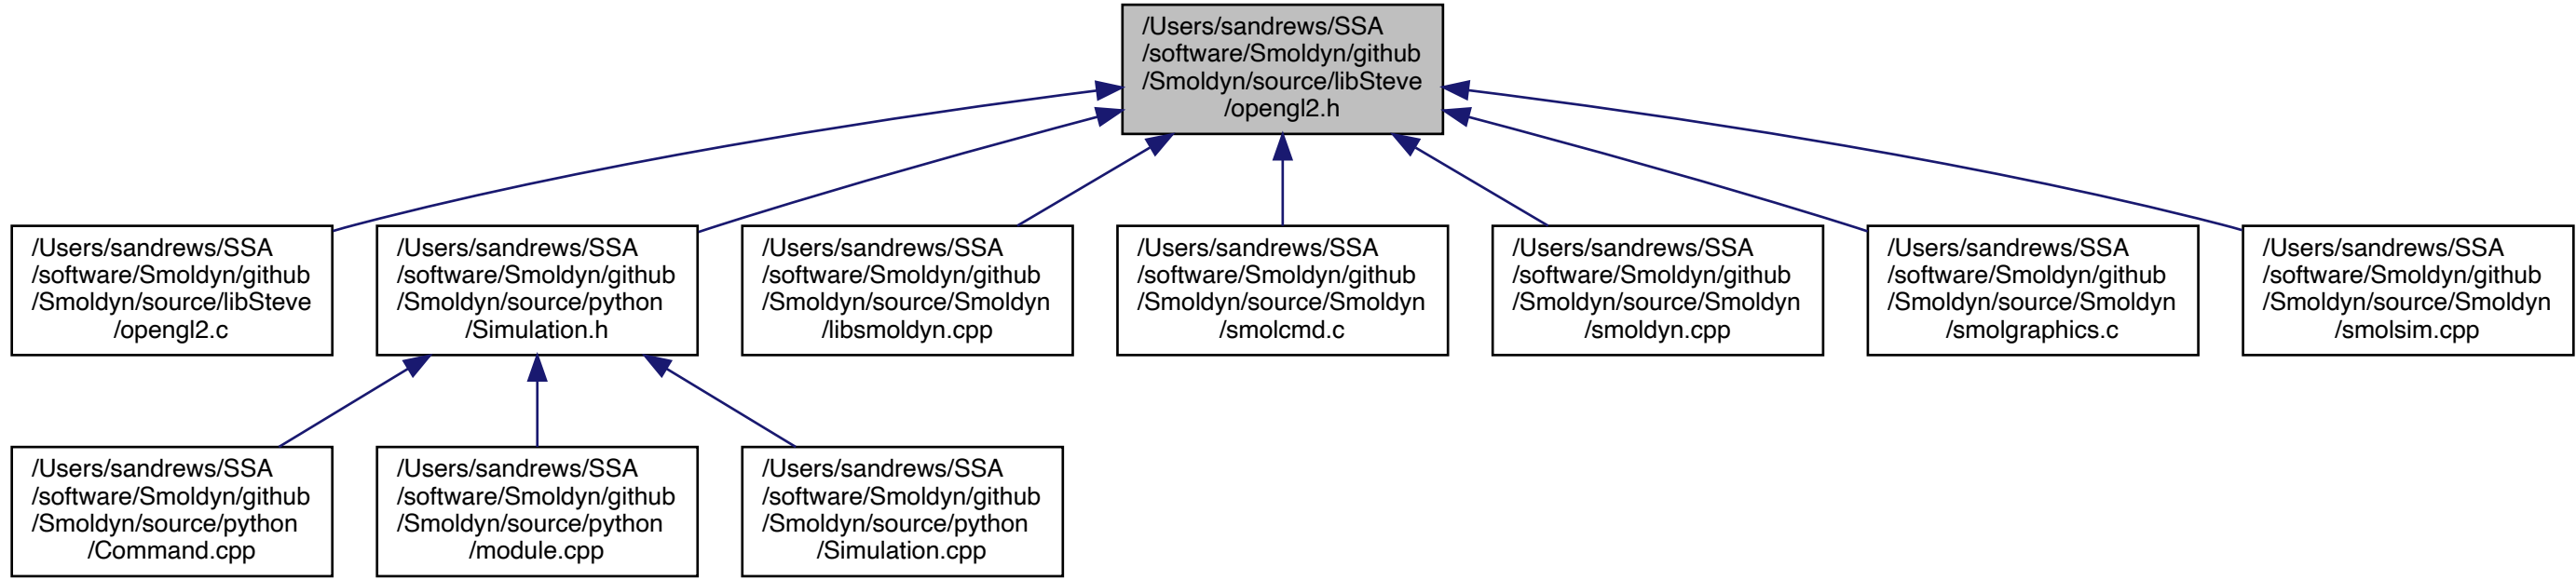 /Users/sandrews/SSA
/software/Smoldyn/github
/Smoldyn/source/libSteve
/opengl2.h
/Users/sandrews/SSA
/software/Smoldyn/github
/Smoldyn/source/libSteve
/opengl2.c
/Users/sandrews/SSA
/software/Smoldyn/github
/Smoldyn/source/python
/Simulation.h
/Users/sandrews/SSA
/software/Smoldyn/github
/Smoldyn/source/Smoldyn
/libsmoldyn.cpp
/Users/sandrews/SSA
/software/Smoldyn/github
/Smoldyn/source/Smoldyn
/smolcmd.c
/Users/sandrews/SSA
/software/Smoldyn/github
/Smoldyn/source/Smoldyn
/smoldyn.cpp
/Users/sandrews/SSA
/software/Smoldyn/github
/Smoldyn/source/Smoldyn
/smolgraphics.c
/Users/sandrews/SSA
/software/Smoldyn/github
/Smoldyn/source/Smoldyn
/smolsim.cpp
/Users/sandrews/SSA
/software/Smoldyn/github
/Smoldyn/source/python
/Command.cpp
/Users/sandrews/SSA
/software/Smoldyn/github
/Smoldyn/source/python
/module.cpp
/Users/sandrews/SSA
/software/Smoldyn/github
/Smoldyn/source/python
/Simulation.cpp